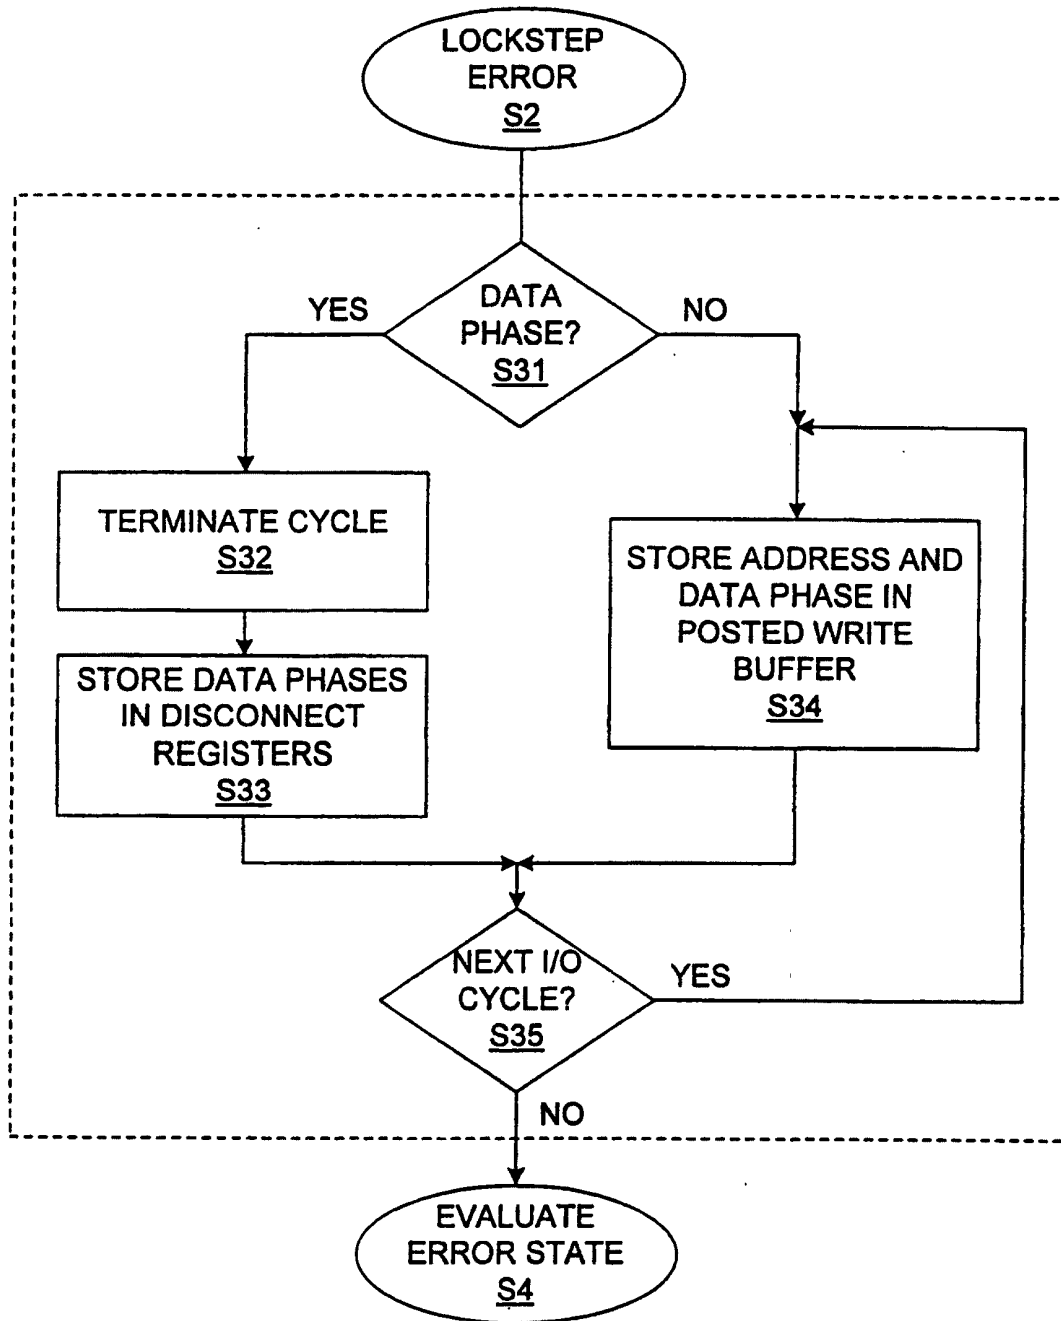 LOCKSTEP
ERROR
S2
DATA
PHASE?
S31
YES
NO
TERMINATE CYCLE
S32
STORE ADDRESS AND
DATA PHASE IN
POSTED WRITE
BUFFER
S34
STORE DATA PHASES
IN DISCONNECT
REGISTERS
S33
NEXT I/O
CYCLE?
S35
YES
NO
EVALUATE
ERROR STATE
S4